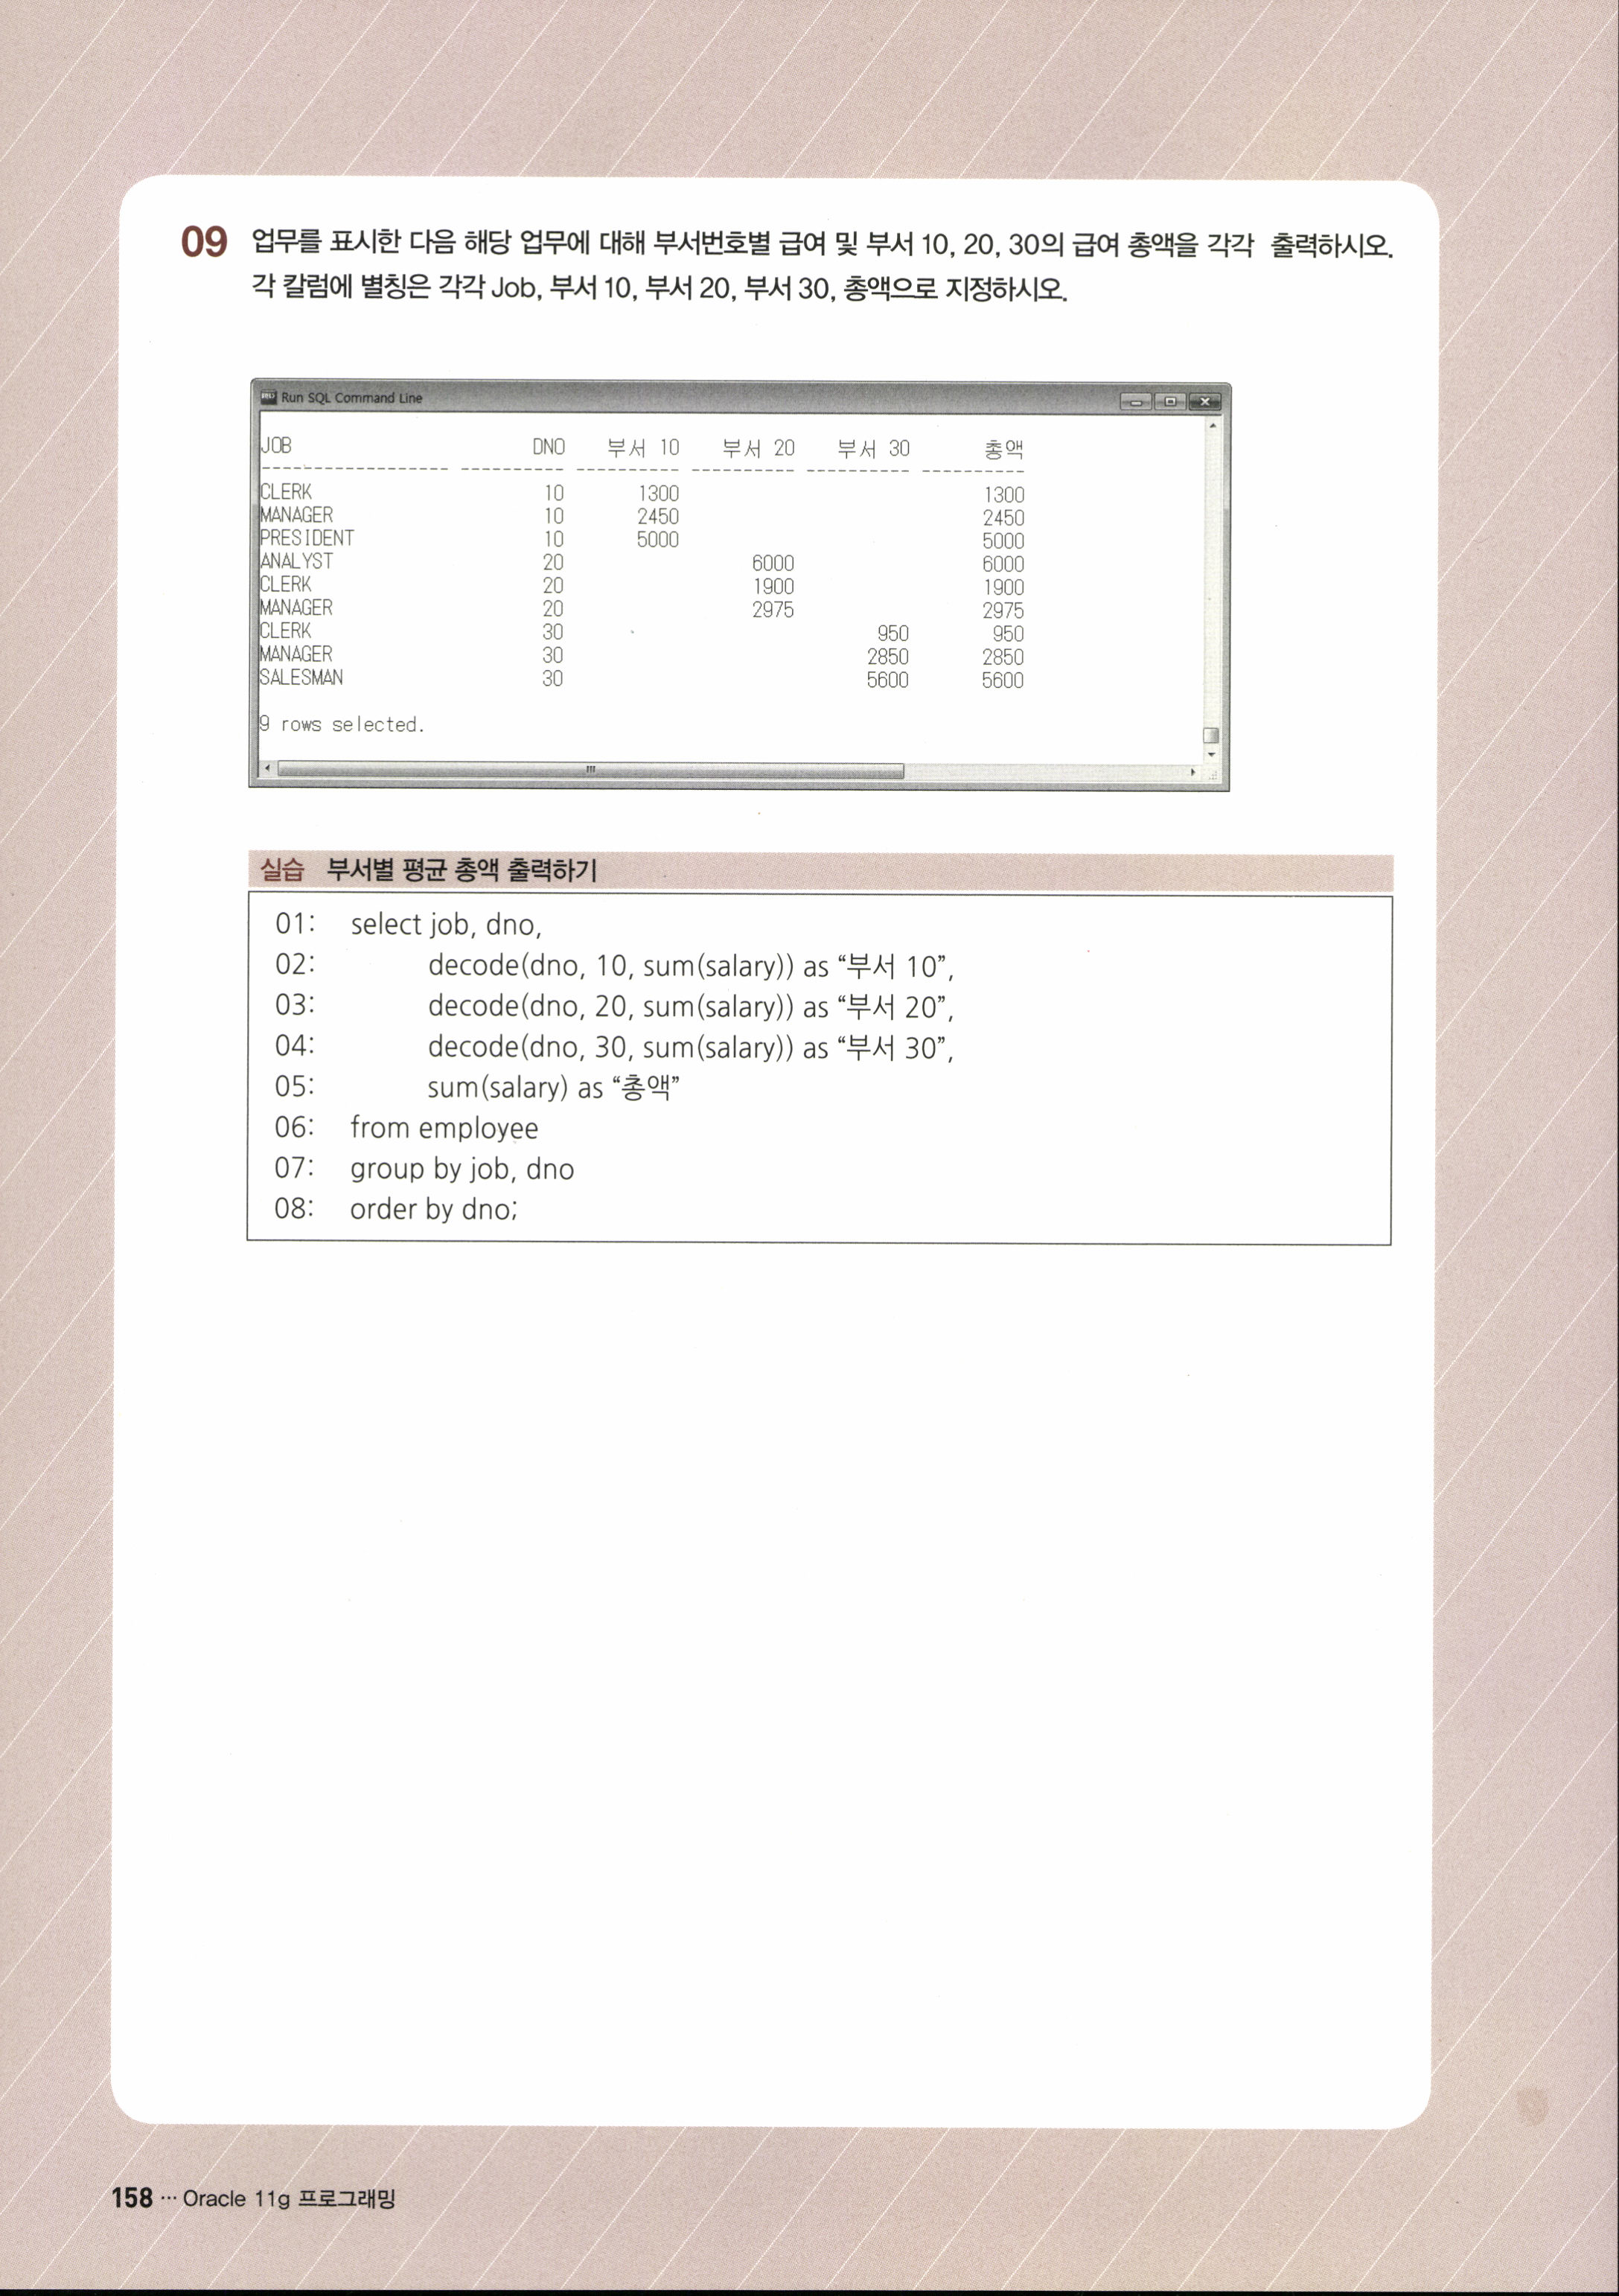 09 업무를 표시한 다음 해당 업무에 대해 부서번호별 급여 및 부서 10, 20, 30의 급여 총액을 각각 출력하시오.
각 칼럼에 별칭은 각각 Job, 부서 10, 부서 20, 부서 30, 총액으로 지정하시오.
Run SQL Command Line
JOB DNO 부서 10 부서 20 부서 30 총액
------------------ ---------- ---------- ---------- ---------- ----------
CLERK 10 1300 1300
MANAGER 10 2450 2450
PRESIDENT 10 5000 5000
ANALYST 20 6000 6000
CLERK 20 1900 1900
MANAGER 20 2975 2975
CLERK 30 950 950
MANAGER 30 2850 2850
SALESMAN 30 5600 5600
9 rows selected.
실습 부서별 평균 총액 출력하기
01: select job, dno,
02: decode(dno, 10, sum(salary)) as “부서 10”,
03: decode(dno, 20, sum(salary)) as “부서 20”,
04: decode(dno, 30, sum(salary)) as “부서 30”,
05: sum(salary) as “총액”
06: from employee
07: group by job, dno
08: order by dno;
158 ··· Oracle 11g 프로그래밍